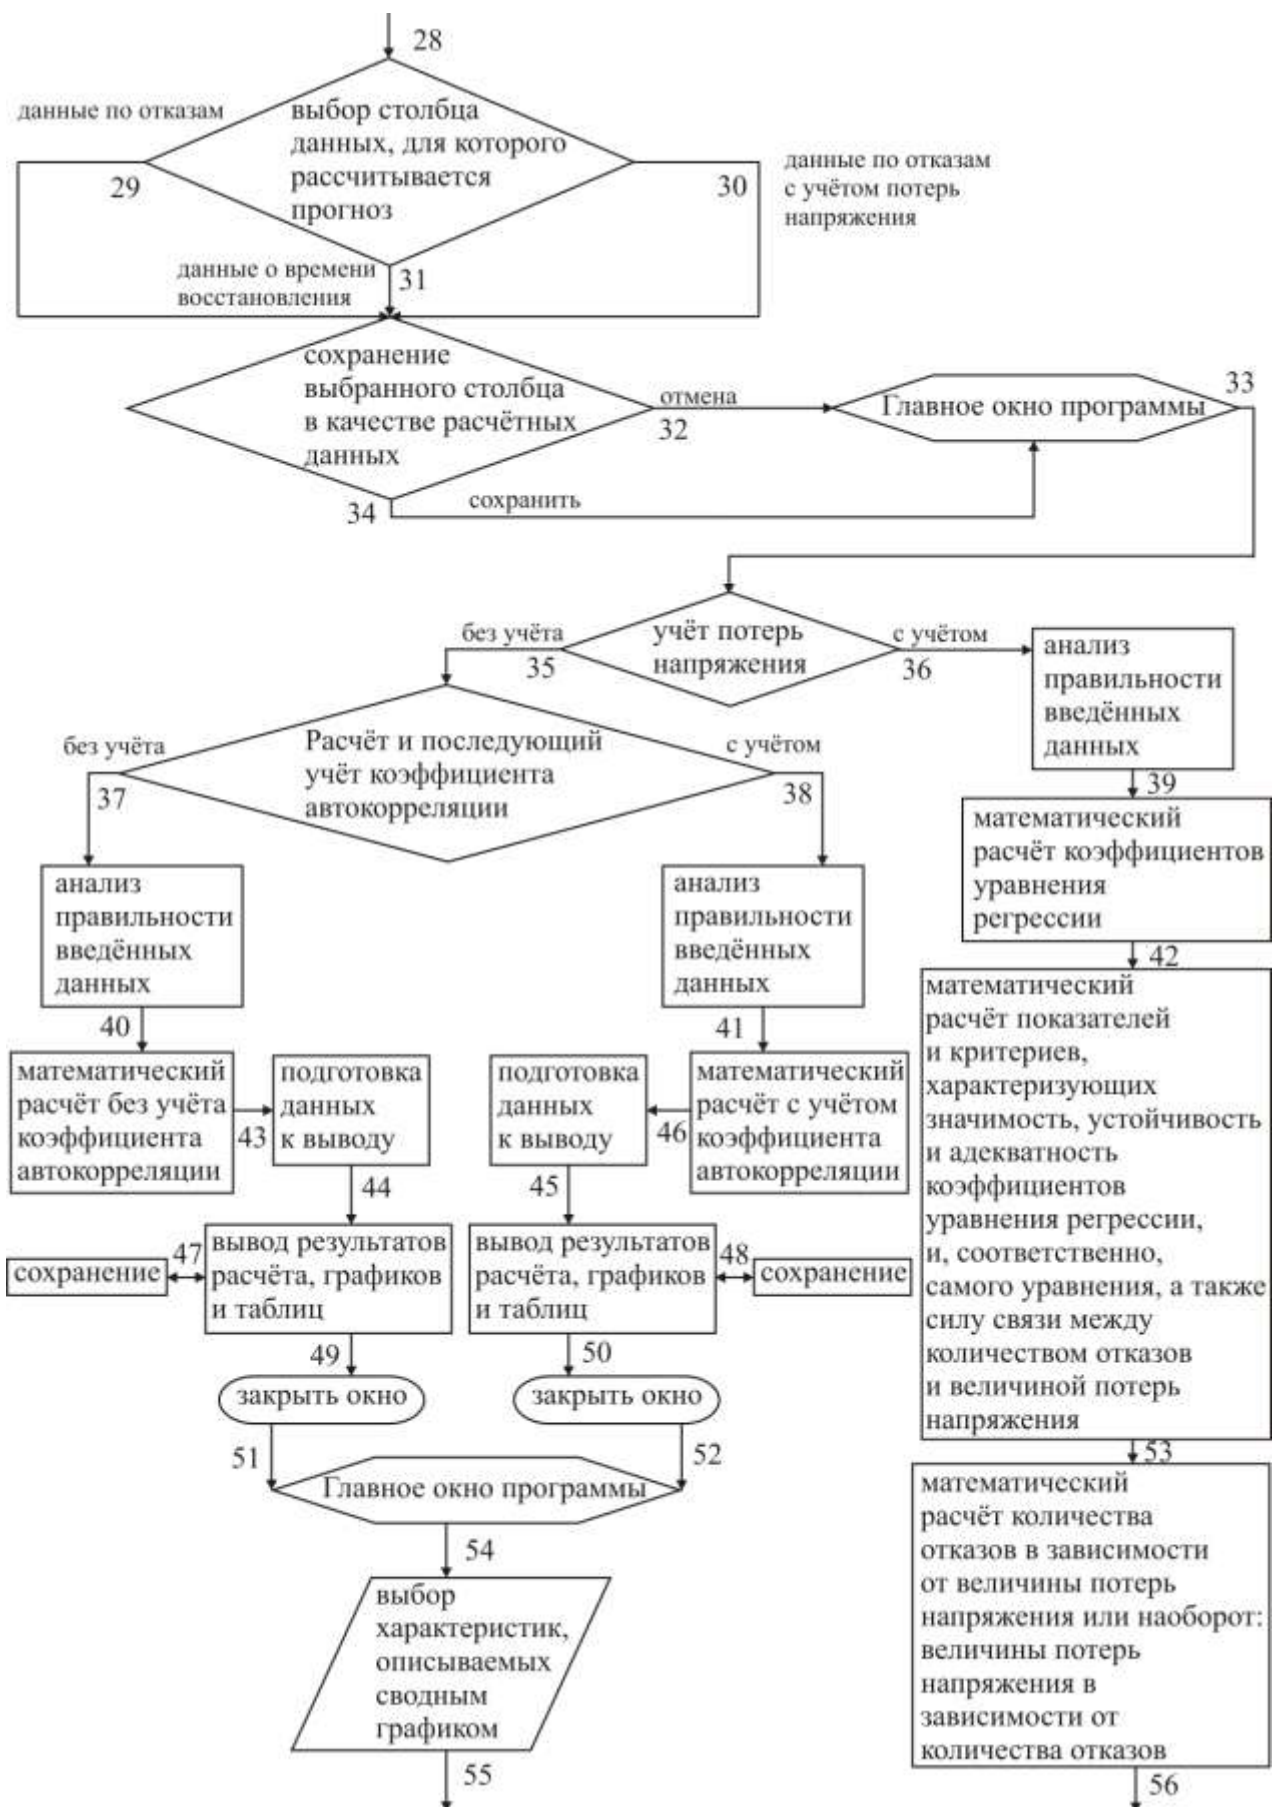 28
данные по отказам
выбор столбца
данных, для которого
рассчитывается
прогноз
29
30
данные по отказам
с учётом потерь
напряжения
данные о времени
восстановления
31
сохранение
выбранного столбца
в качестве расчётных
данных
отмена
32
Главное окно программы
33
34
сохранить
без учёта
35
учёт потерь
напряжения
с учётом
36
анализ
правильности
введённых
данных
без учёта
37
Расчёт и последующий
учёт коэффициента
автокорреляции
с учётом
38
39
математический
расчёт коэффициентов
уравнения
регрессии
анализ
правильности
введённых
данных
анализ
правильности
введённых
данных
42
40
41
математический
расчёт показателей
и критериев,
характеризующих
значимость, устойчивость
и адекватность
коэффициентов
уравнения регрессии,
и, соответственно,
самого уравнения, а также
силу связи между
количеством отказов
и величиной потерь
напряжения
математический
расчёт без учёта
коэффициента
автокорреляции
43
подготовка
данных
к выводу
подготовка
данных
к выводу
46
математический
расчёт с учётом
коэффициента
автокорреляции
44
45
сохранение
47
вывод результатов
расчёта, графиков
и таблиц
вывод результатов
расчёта, графиков
и таблиц
48
сохранение
49
50
закрыть окно
закрыть окно
51
52
53
Главное окно программы
математический
расчёт количества
отказов в зависимости
от величины потерь
напряжения или наоборот:
величины потерь
напряжения в
зависимости от
количества отказов
54
выбор
характеристик,
описываемых
сводным
графиком
55
56